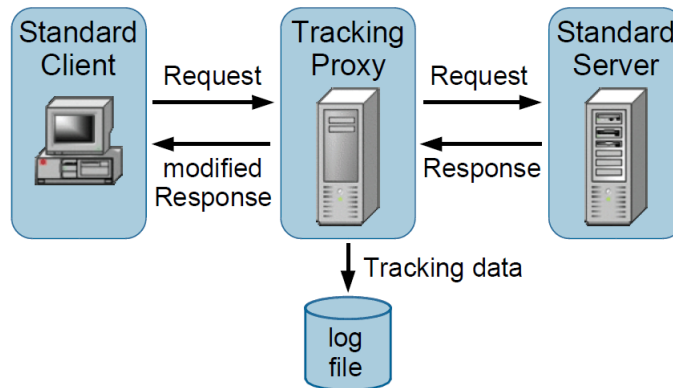 Standard
Client
Request
modified
Response
Tracking
Proxy
Request
Response
Standard
Server
Tracking data
log
file